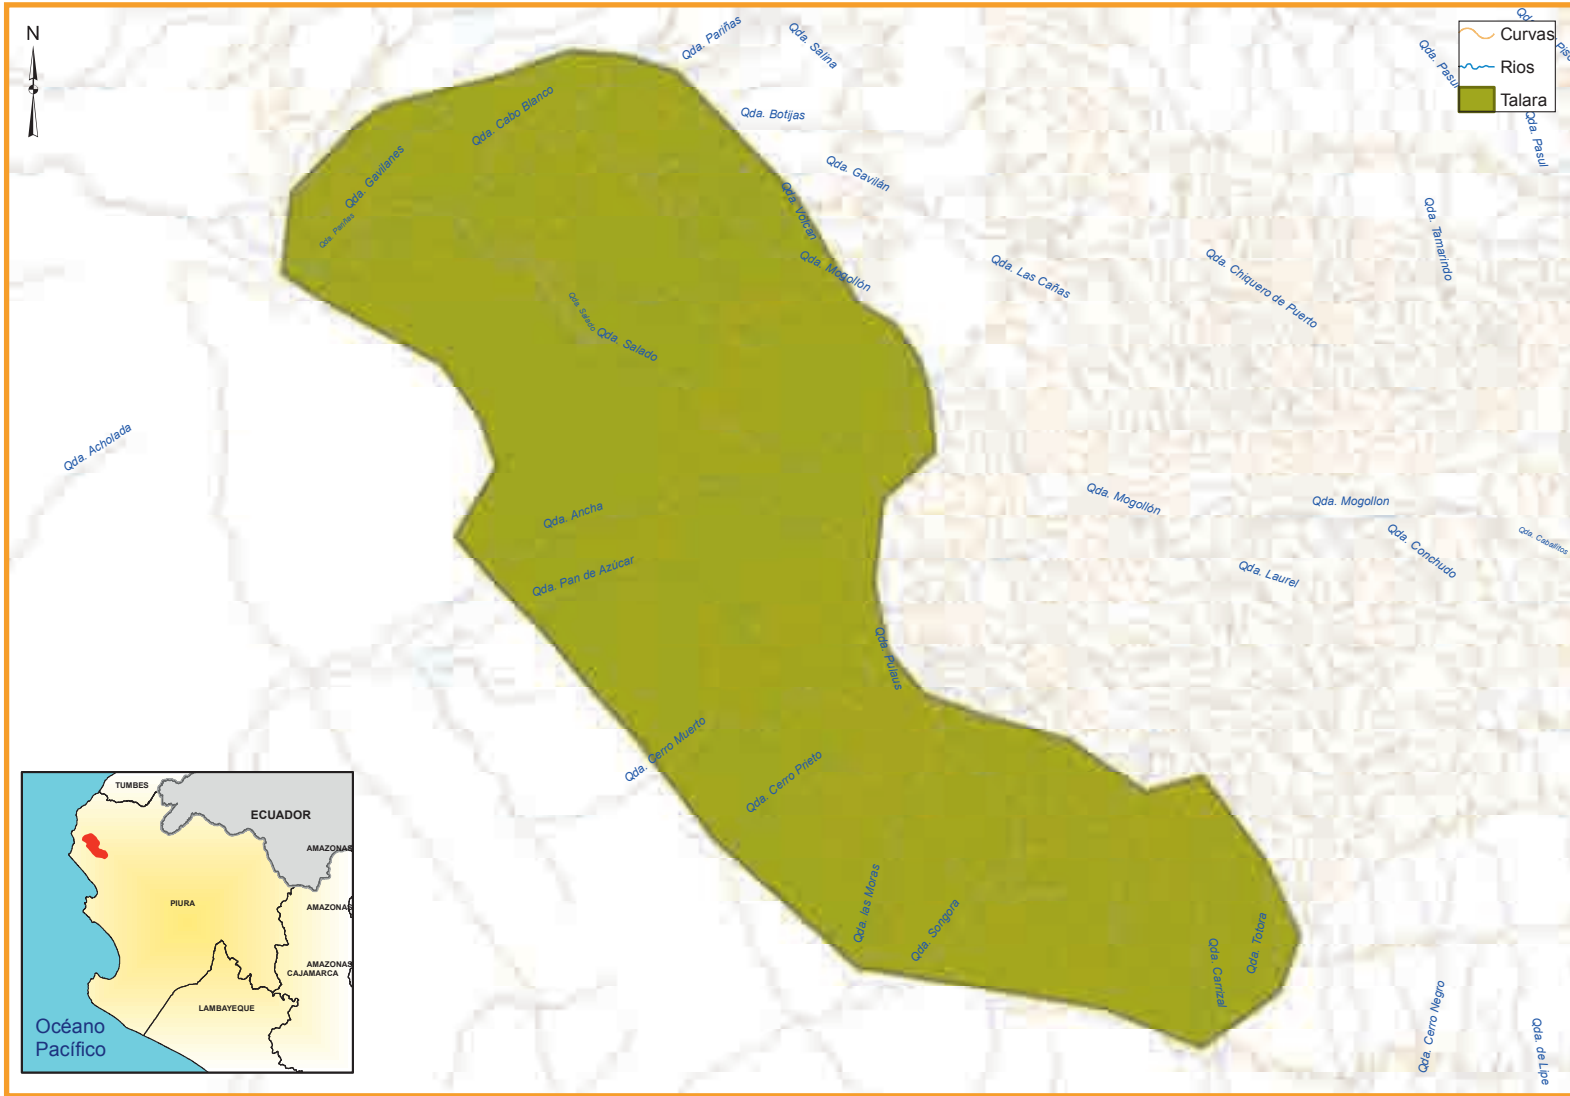 N
Curvas
Rios
Talara
Qda. Pariñas
Qda. Salina
Qda. Pasul
Qda. Pasul
Qda. Cabo Blanco
Qda. Botijas
Qda. Gavilanes
Qda. Gavilán
Qda. Pariñas
Qda. Volcán
Qda. Tamarindo
Qda. Mogollón
Qda. Las Cañas
Qda. Chiquero de Puerto
Qda. Salado
Qda. Salado
Qda. Acholada
Qda. Ancha
Qda. Mogollón
Qda. Mogollon
Qda. Conchudo
Qda. Caballitos
Qda. Pan de Azúcar
Qda. Laurel
Qda. Pulaus
Qda. Cerro Muerto
Qda. Cerro Prieto
Qda. las Moras
Qda. Songora
Qda. Carrizal
Qda. Totora
Qda. Cerro Negro
Qda. de Lipe
TUMBES
ECUADOR
AMAZONAS
PIURA
AMAZONAS
AMAZONAS
CAJAMARCA
LAMBAYEQUE
Océano
Pacífico